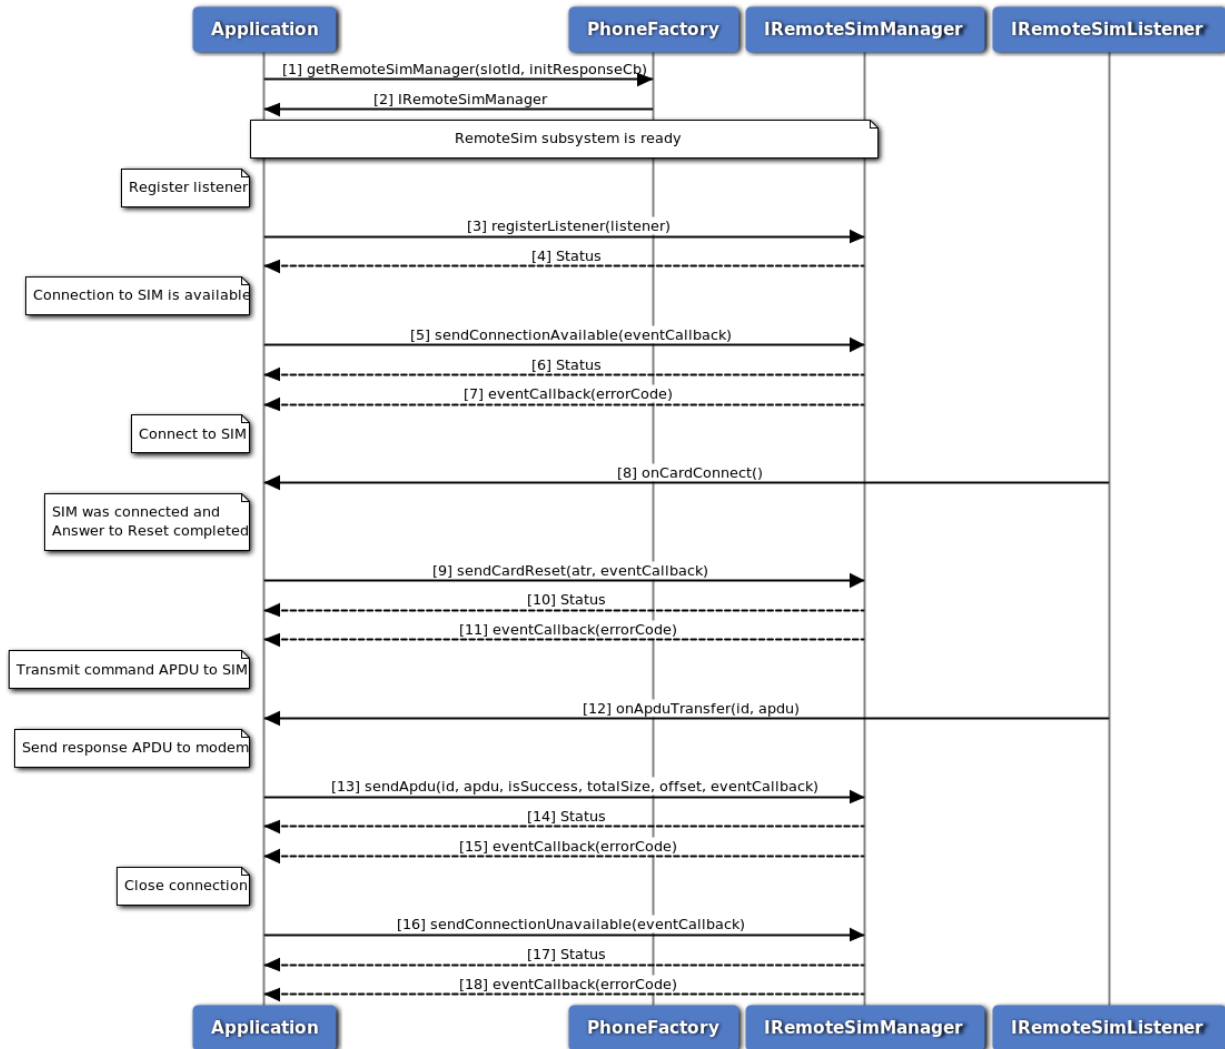 Application PhoneFactory IRemoteSimManager IRemoteSimListener
[1] getRemoteSimManager(slotId, initResponseCb)
[2] IRemoteSimManager
RemoteSim subsystem is ready
Register listener
[3] registerListener(listener)
[4] Status
Connection to SIM is available
[5] sendConnectionAvailable(eventCallback)
[6] Status
[7] eventCallback(errorCode)
Connect to SIM
[8] onCardConnect()
SIM was connected and
Answer to Reset completed
[9] sendCardReset(atr, eventCallback)
[10] Status
[11] eventCallback(errorCode)
Transmit command APDU to SIM
[12] onApduTransfer(id, apdu)
Send response APDU to modem
[13] sendApdu(id, apdu, isSuccess, totalSize, offset, eventCallback)
[14] Status
[15] eventCallback(errorCode)
Close connection
[16] sendConnectionUnavailable(eventCallback)
[17] Status
[18] eventCallback(errorCode)
Application PhoneFactory IRemoteSimManager IRemoteSimListener